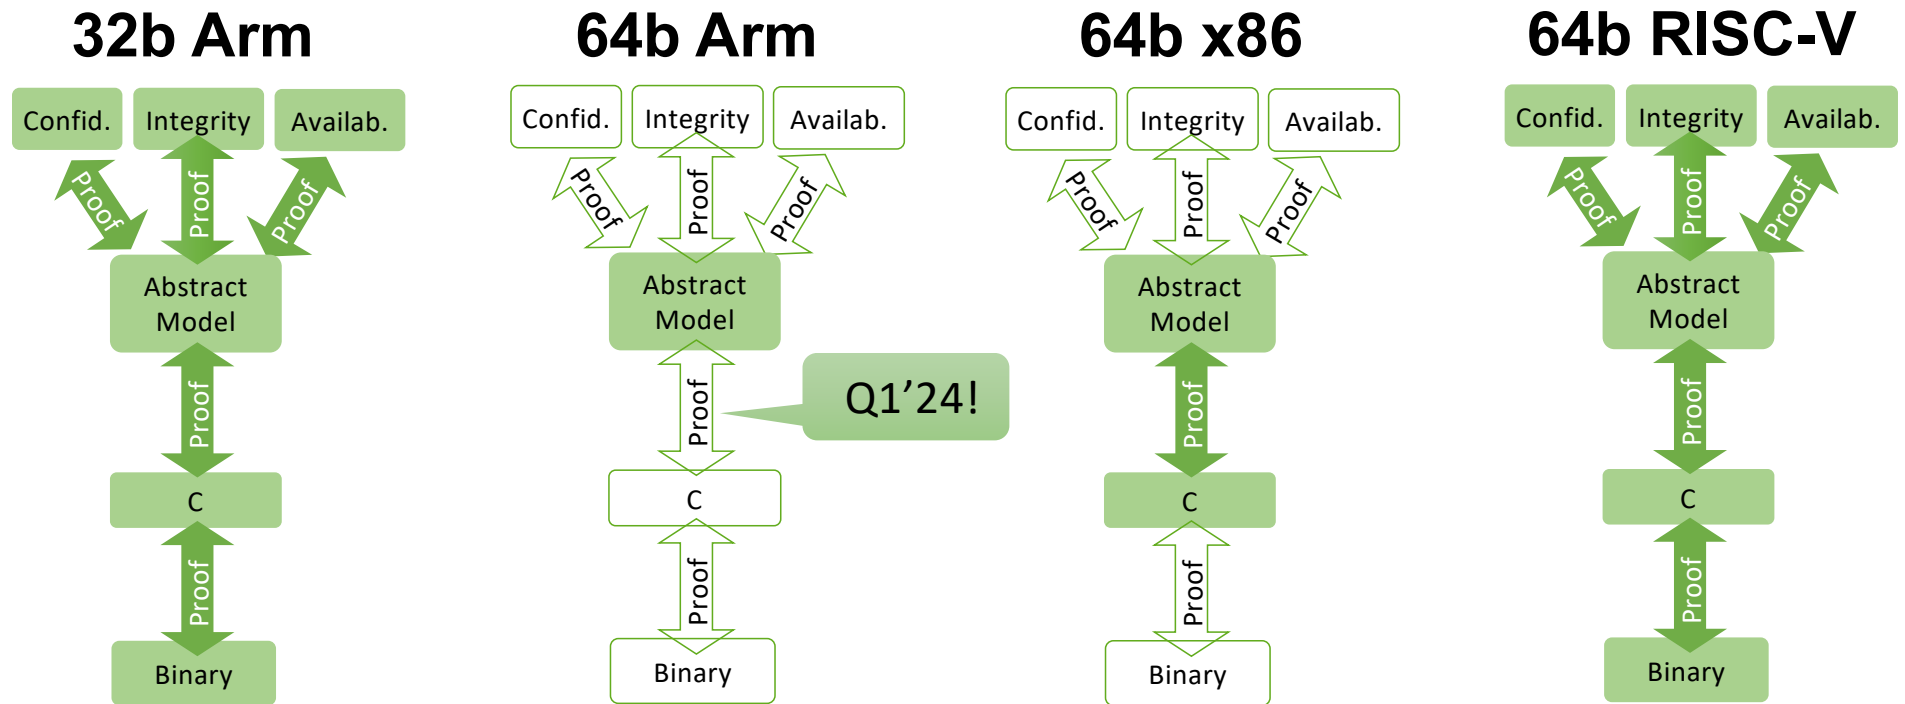 32b Arm
Confid.
Integrity
Availab.
Proof
Proof
Proof
Abstract
Model
Proof
C
Proof
Binary
64b Arm
Confid.
Integrity
Availab.
Proof
Proof
Proof
Abstract
Model
Proof
Q1’24!
C
Proof
Binary
64b x86
Confid.
Integrity
Availab.
Proof
Proof
Proof
Abstract
Model
Proof
C
Proof
Binary
64b RISC-V
Confid.
Integrity
Availab.
Proof
Proof
Proof
Abstract
Model
Proof
C
Proof
Binary